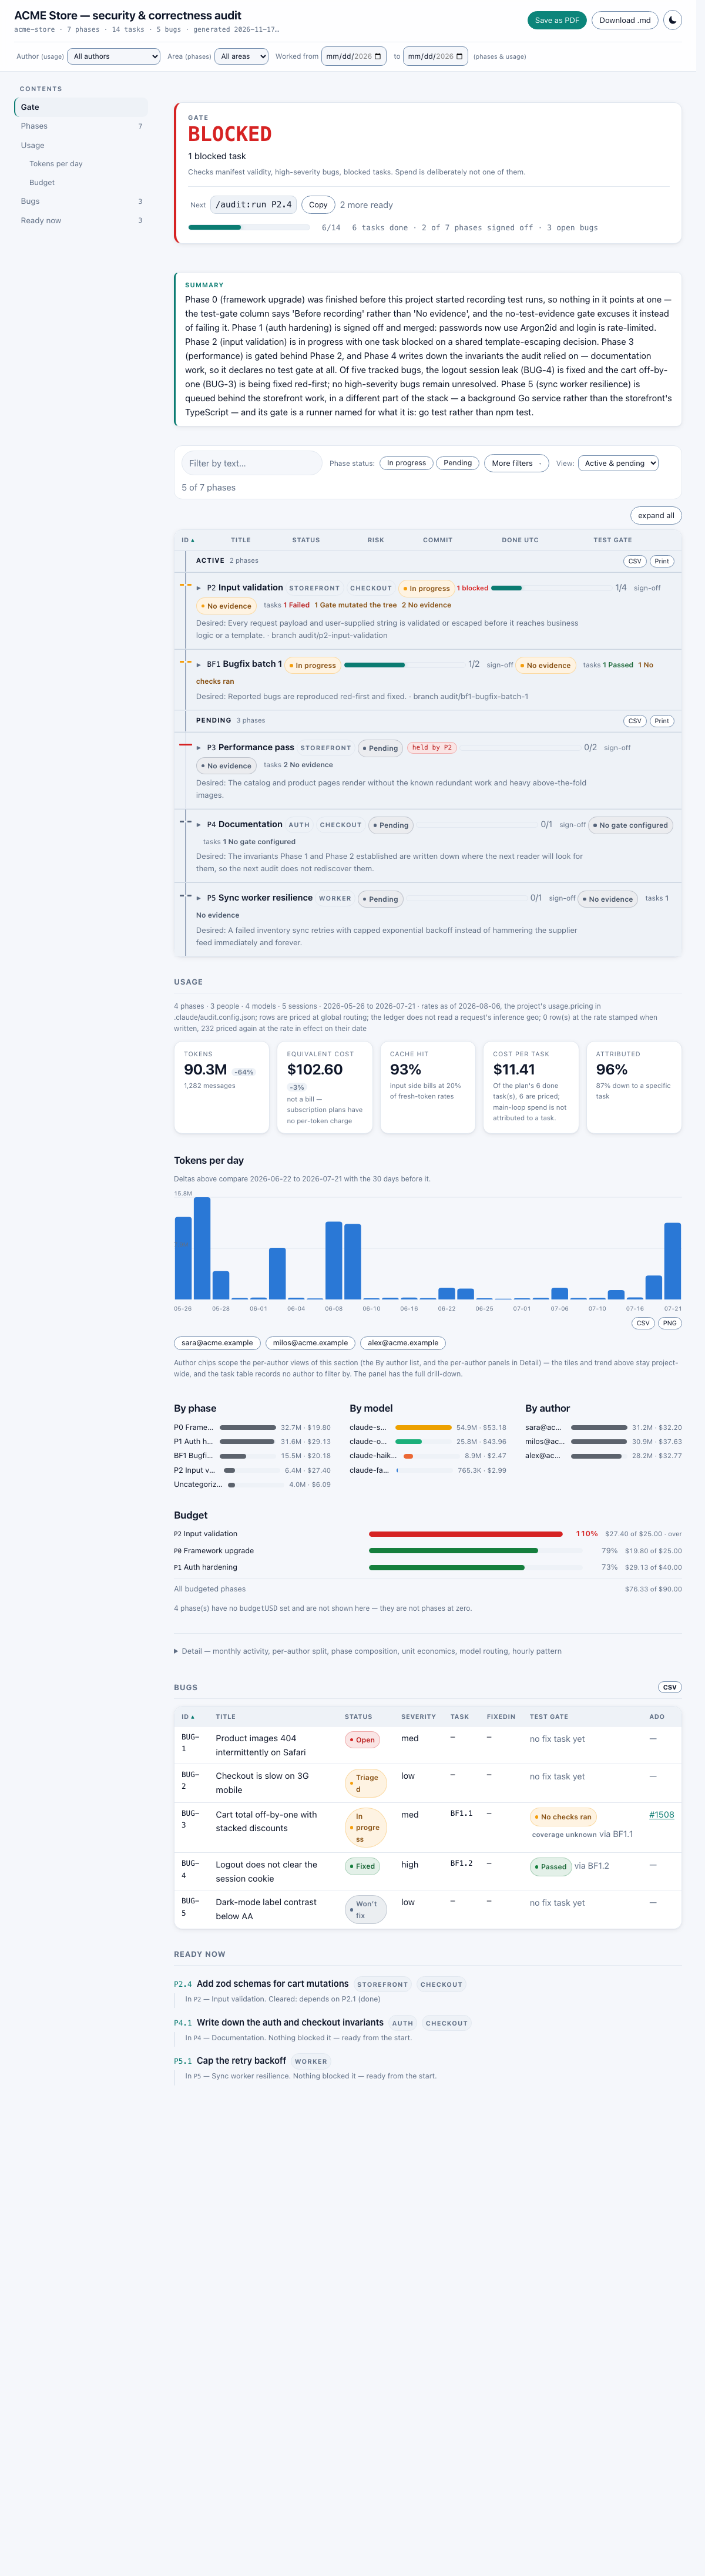 ACME Store — security & correctness audit
acme-store · 7 phases · 14 tasks · 5 bugs · generated 2026-11-17…
Save as PDF
Download .md
Author (usage) All authors Area (phases) All areas Worked from mm/dd/2026 to mm/dd/2026 (phases & usage)
CONTENTS
Gate
Phases 7
Usage
Tokens per day
Budget
Bugs 3
Ready now 3
GATE
BLOCKED
1 blocked task
Checks manifest validity, high-severity bugs, blocked tasks. Spend is deliberately not one of them.
Next /audit:run P2.4 Copy 2 more ready
6/14 6 tasks done · 2 of 7 phases signed off · 3 open bugs
SUMMARY
Phase 0 (framework upgrade) was finished before this project started recording test runs, so nothing in it points at one —
the test-gate column says 'Before recording' rather than 'No evidence', and the no-test-evidence gate excuses it instead
of failing it. Phase 1 (auth hardening) is signed off and merged: passwords now use Argon2id and login is rate-limited.
Phase 2 (input validation) is in progress with one task blocked on a shared template-escaping decision. Phase 3
(performance) is gated behind Phase 2, and Phase 4 writes down the invariants the audit relied on — documentation
work, so it declares no test gate at all. Of five tracked bugs, the logout session leak (BUG-4) is fixed and the cart off-by-
one (BUG-3) is being fixed red-first; no high-severity bugs remain unresolved. Phase 5 (sync worker resilience) is
queued behind the storefront work, in a different part of the stack — a background Go service rather than the storefront's
TypeScript — and its gate is a runner named for what it is: go test rather than npm test.
Filter by text... Phase status: In progress Pending More filters - View: Active & pending
5 of 7 phases
expand all
ID ▲ TITLE STATUS RISK COMMIT DONE UTC TEST GATE
ACTIVE 2 phases CSV Print
▸ P2 Input validation STOREFRONT CHECKOUT In progress 1 blocked 1/4 sign-off
No evidence tasks 1 Failed 1 Gate mutated the tree 2 No evidence
Desired: Every request payload and user-supplied string is validated or escaped before it reaches business
logic or a template. · branch audit/p2-input-validation
▸ BF1 Bugfix batch 1 In progress 1/2 sign-off No evidence tasks 1 Passed 1 No
checks ran
Desired: Reported bugs are reproduced red-first and fixed. · branch audit/bf1-bugfix-batch-1
PENDING 3 phases CSV Print
▸ P3 Performance pass STOREFRONT Pending held by P2 0/2 sign-off
No evidence tasks 2 No evidence
Desired: The catalog and product pages render without the known redundant work and heavy above-the-fold
images.
▸ P4 Documentation AUTH CHECKOUT Pending 0/1 sign-off No gate configured
tasks 1 No gate configured
Desired: The invariants Phase 1 and Phase 2 established are written down where the next reader will look for
them, so the next audit does not rediscover them.
▸ P5 Sync worker resilience WORKER Pending 0/1 sign-off No evidence tasks 1
No evidence
Desired: A failed inventory sync retries with capped exponential backoff instead of hammering the supplier
feed immediately and forever.
USAGE
4 phases · 3 people · 4 models · 5 sessions · 2026-05-26 to 2026-07-21 · rates as of 2026-08-06, the project's usage.pricing in
.claude/audit.config.json; rows are priced at global routing; the ledger does not read a request's inference geo; 0 row(s) at the rate stamped when
written, 232 priced again at the rate in effect on their date
TOKENS
90.3M -64%
1,282 messages
EQUIVALENT COST
$102.60
-3%
not a bill —
subscription plans have
no per-token charge
CACHE HIT
93%
input side bills at 20%
of fresh-token rates
COST PER TASK
$11.41
Of the plan's 6 done
task(s), 6 are priced;
main-loop spend is not
attributed to a task.
ATTRIBUTED
96%
87% down to a specific
task
Tokens per day
Deltas above compare 2026-06-22 to 2026-07-21 with the 30 days before it.
15.8M
05-26 05-28 06-01 06-04 06-08 06-10 06-16 06-22 06-25 07-01 07-06 07-10 07-16 07-21
CSV PNG
sara@acme.example milos@acme.example alex@acme.example
Author chips scope the per-author views of this section (the By author list, and the per-author panels in Detail) — the tiles and trend above stay project-
wide, and the task table records no author to filter by. The panel has the full drill-down.
By phase
P0 Frame... 32.7M · $19.80
P1 Auth h... 31.6M · $29.13
BF1 Bugfi... 15.5M · $20.18
P2 Input v... 6.4M · $27.40
Uncategoriz... 4.0M · $6.09
By model
claude-s... 54.9M · $53.18
claude-o... 25.8M · $43.96
claude-haik... 8.9M · $2.47
claude-fa... 765.3K · $2.99
By author
sara@ac... 31.2M · $32.20
milos@ac... 30.9M · $37.63
alex@ac... 28.2M · $32.77
Budget
P2 Input validation 110% $27.40 of $25.00 · over
P0 Framework upgrade 79% $19.80 of $25.00
P1 Auth hardening 73% $29.13 of $40.00
All budgeted phases $76.33 of $90.00
4 phase(s) have no budgetUSD set and are not shown here — they are not phases at zero.
▸ Detail — monthly activity, per-author split, phase composition, unit economics, model routing, hourly pattern
BUGS CSV
ID ▲ TITLE STATUS SEVERITY TASK FIXEDIN TEST GATE ADO
BUG-1 Product images 404 intermittently on Safari Open med — — no fix task yet —
BUG-2 Checkout is slow on 3G mobile Triaged low — — no fix task yet —
BUG-3 Cart total off-by-one with stacked discounts In progress med BF1.1 — No checks ran coverage unknown via BF1.1 #1508
BUG-4 Logout does not clear the session cookie Fixed high BF1.2 — Passed via BF1.2 —
BUG-5 Dark-mode label contrast below AA Won't fix low — — no fix task yet —
READY NOW
P2.4 Add zod schemas for cart mutations STOREFRONT CHECKOUT
In P2 — Input validation. Cleared: depends on P2.1 (done)
P4.1 Write down the auth and checkout invariants AUTH CHECKOUT
In P4 — Documentation. Nothing blocked it — ready from the start.
P5.1 Cap the retry backoff WORKER
In P5 — Sync worker resilience. Nothing blocked it — ready from the start.